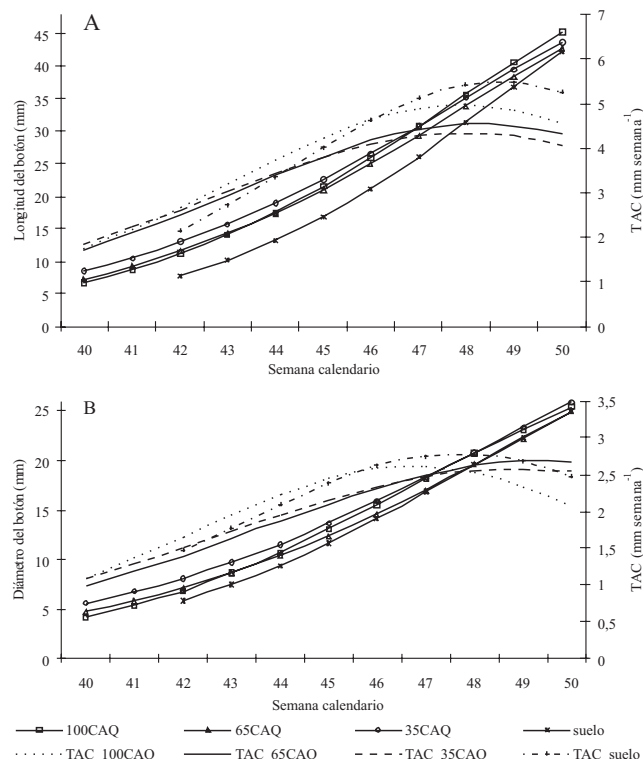 A
45
40
35
30
25
20
15
10
5
0
Longitud del botón (mm)
7
6
5
4
3
2
1
0
TAC (mm semana⁻¹)
40 41 42 43 44 45 46 47 48 49 50
Semana calendario
B
25
20
15
10
5
0
Diámetro del botón (mm)
3,5
3
2,5
2
1,5
1
0,5
0
TAC (mm semana⁻¹)
40 41 42 43 44 45 46 47 48 49 50
Semana calendario
100CAQ 65CAQ 35CAQ suelo
TAC 100CAQ TAC 65CAQ TAC 35CAQ TAC suelo